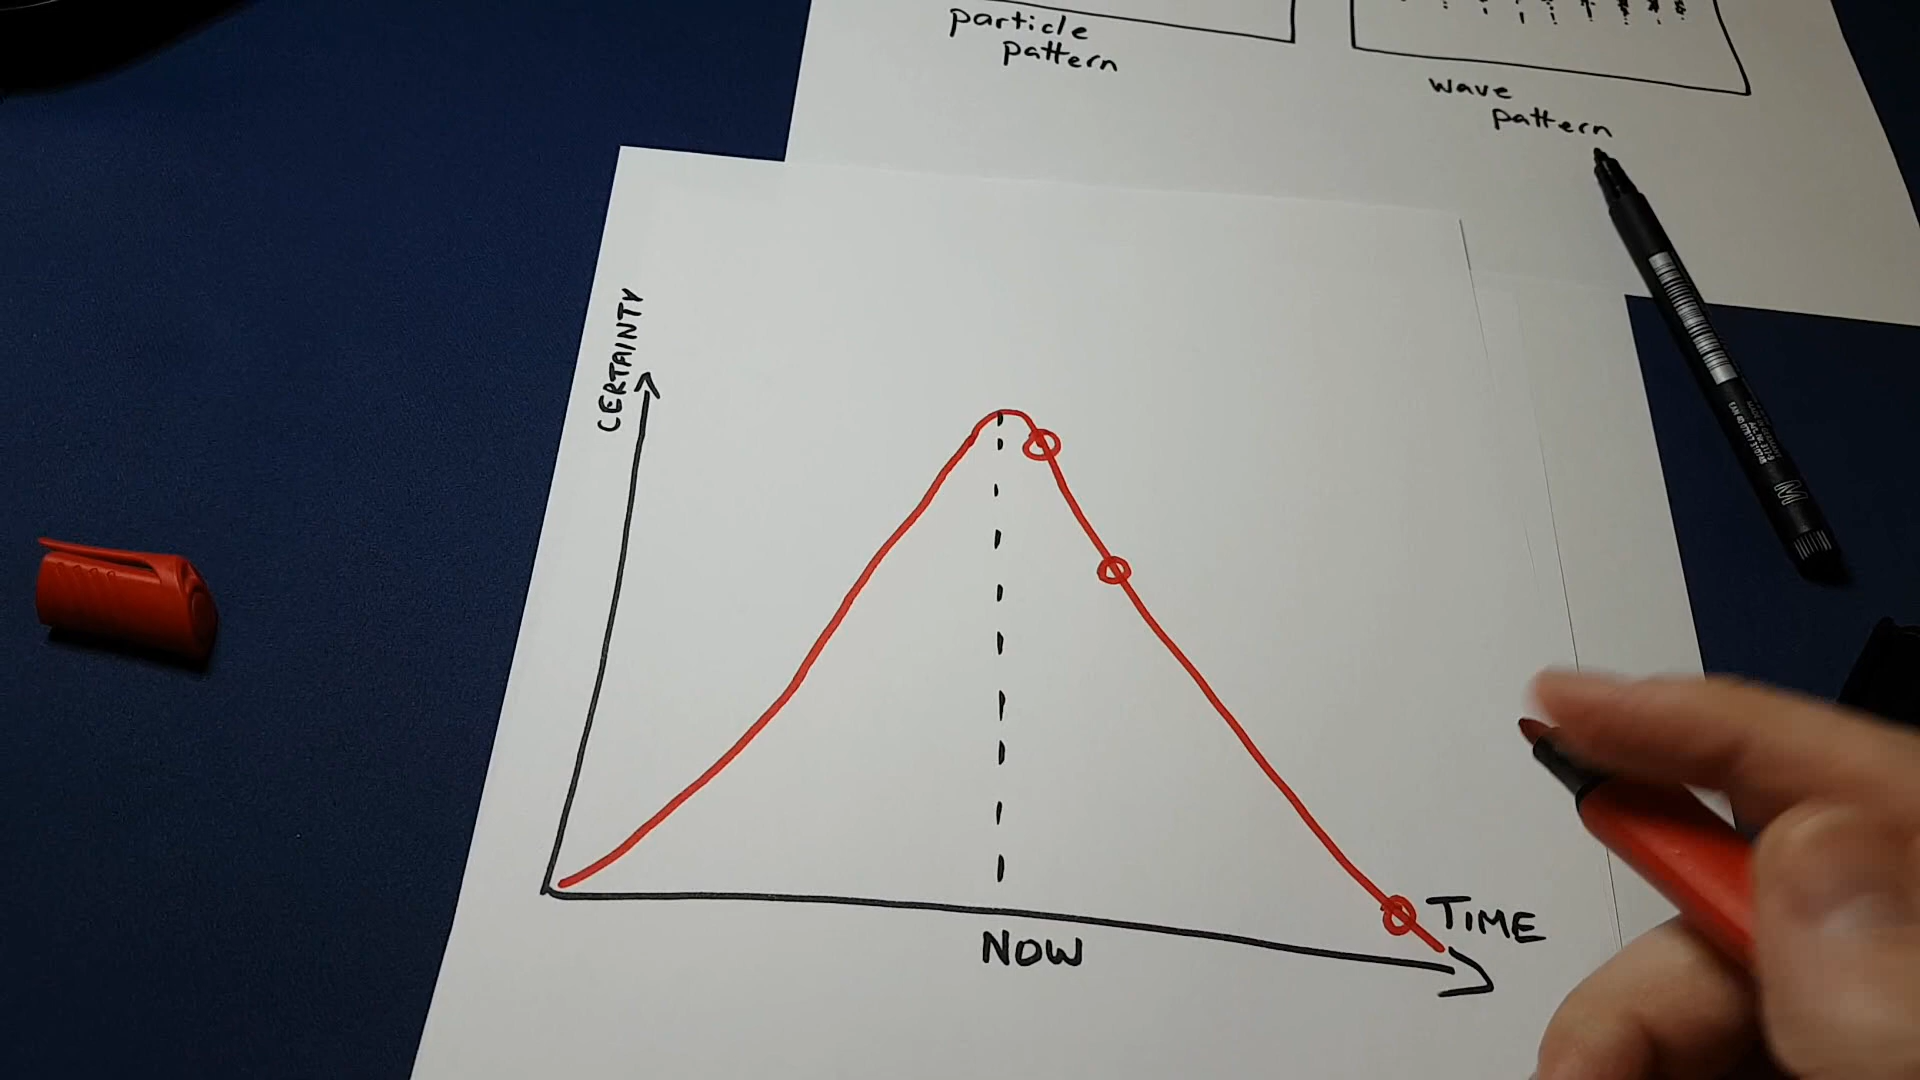 particle
pattern
wave
pattern
CERTAINTY
NOW
TIME
M